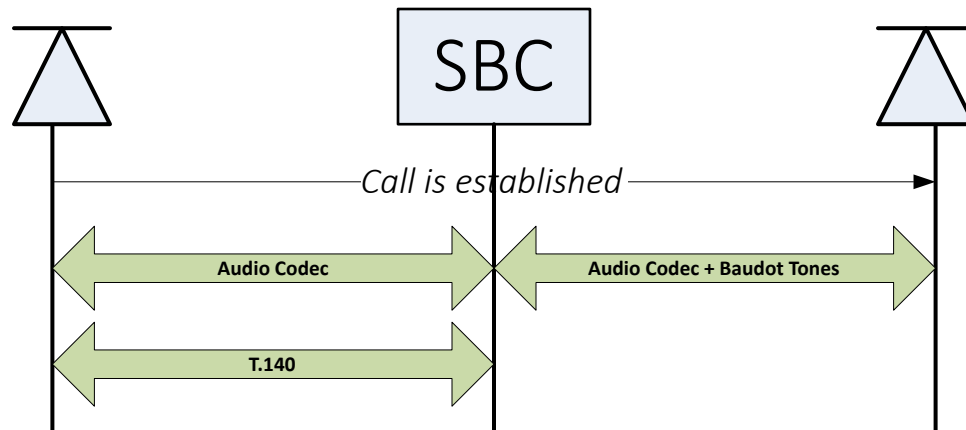 SBC
Call is established
Audio Codec
Audio Codec + Baudot Tones
T.140